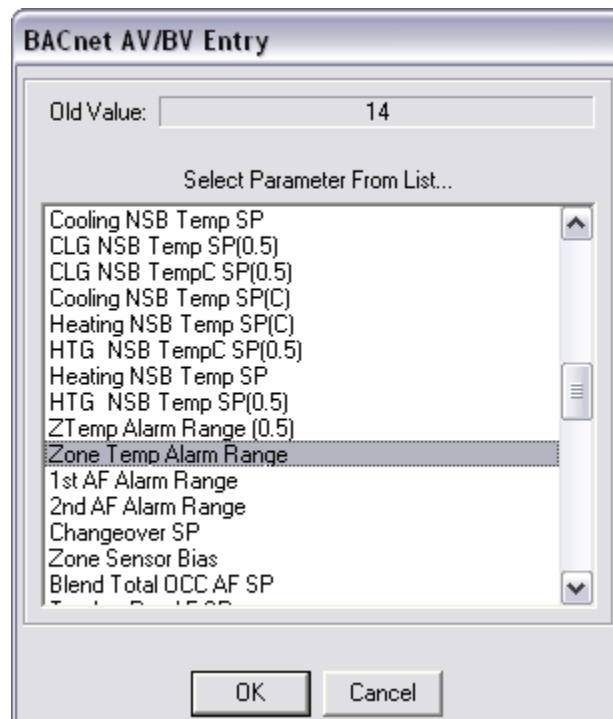 BACnet AV/BV Entry
Old Value: 14
Select Parameter From List...
Cooling NSB Temp SP
CLG NSB Temp SP(0.5)
CLG NSB TempC SP(0.5)
Cooling NSB Temp SP(C)
Heating NSB Temp SP(C)
HTG  NSB TempC SP(0.5)
Heating NSB Temp SP
HTG  NSB Temp SP(0.5)
ZTemp Alarm Range (0.5)
Zone Temp Alarm Range
1st AF Alarm Range
2nd AF Alarm Range
Changeover SP
Zone Sensor Bias
Blend Total OCC AF SP
OK Cancel